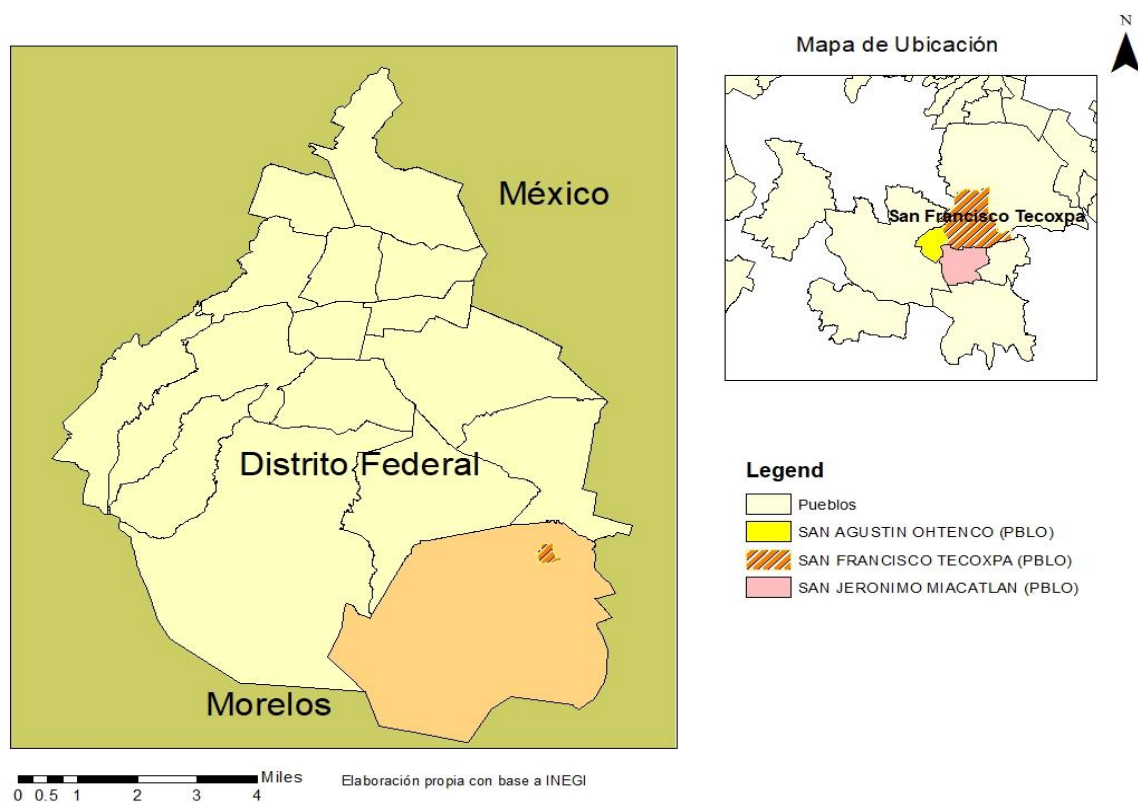 N
Mapa de Ubicación
México
San Francisco Tecoxpa
Distrito Federal
Morelos
Legend
Pueblos
SAN AGUSTIN OHTENCO (PBLO)
SAN FRANCISCO TECOXPA (PBLO)
SAN JERONIMO MIACATLAN (PBLO)
Miles
0 0.5 1 2 3 4
Elaboración propia con base a INEGI